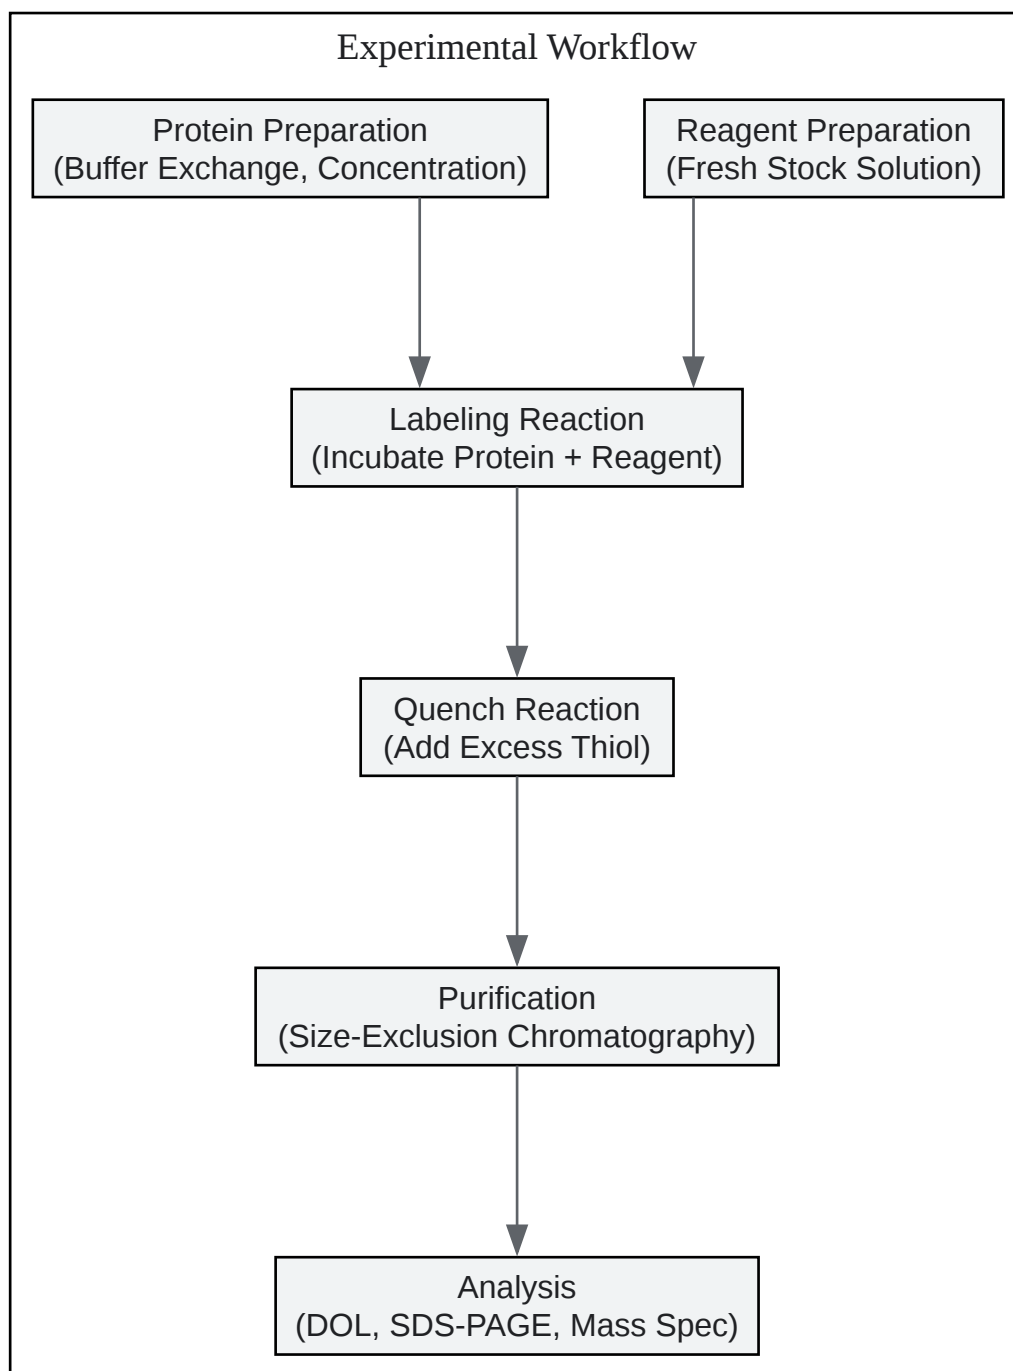 Experimental Workflow
Protein Preparation
(Buffer Exchange, Concentration)
Reagent Preparation
(Fresh Stock Solution)
Labeling Reaction
(Incubate Protein + Reagent)
Quench Reaction
(Add Excess Thiol)
Purification
(Size-Exclusion Chromatography)
Analysis
(DOL, SDS-PAGE, Mass Spec)